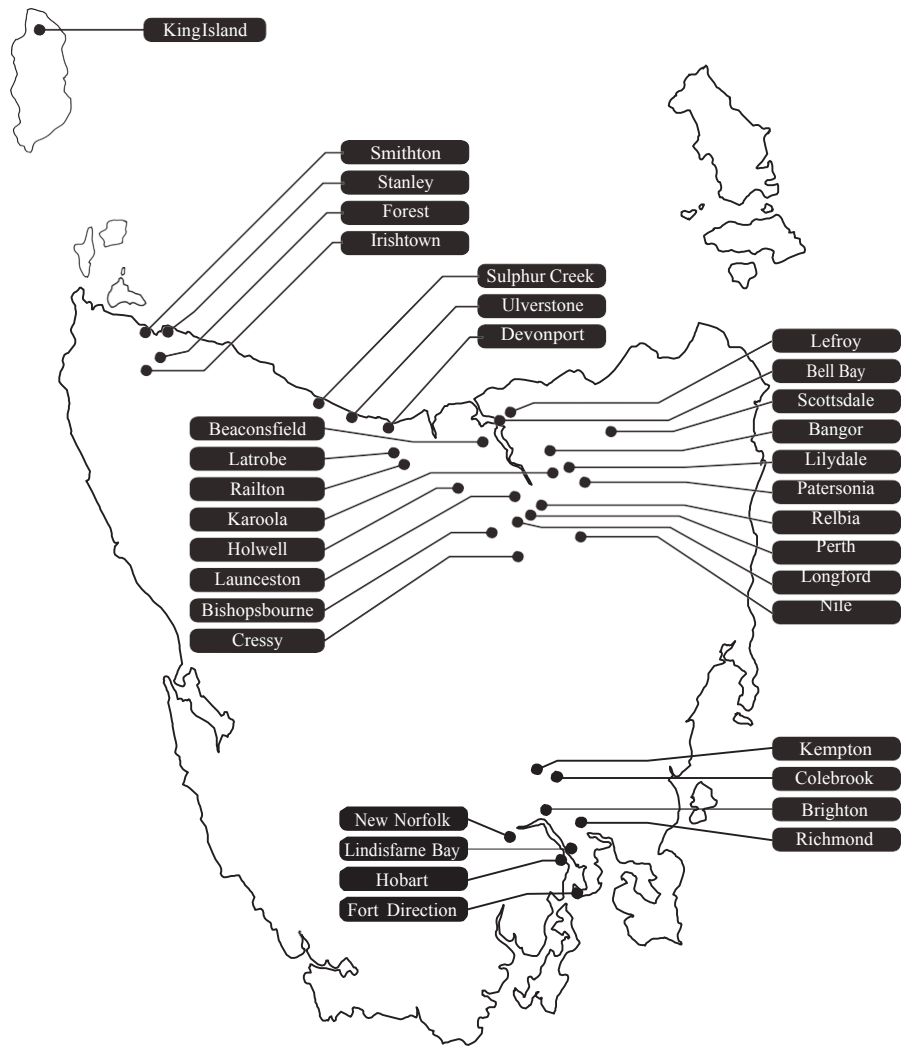 KingIsland
Smithton
Stanley
Forest
Irishtown
Sulphur Creek
Ulverstone
Devonport
Lefroy
Bell Bay
Scottsdale
Bangor
Lilydale
Patersonia
Relbia
Perth
Longford
Nile
Beaconsfield
Latrobe
Railton
Karoola
Holwell
Launceston
Bishopsbourne
Cressy
Kempton
Colebrook
Brighton
Richmond
New Norfolk
Lindisfarne Bay
Hobart
Fort Direction